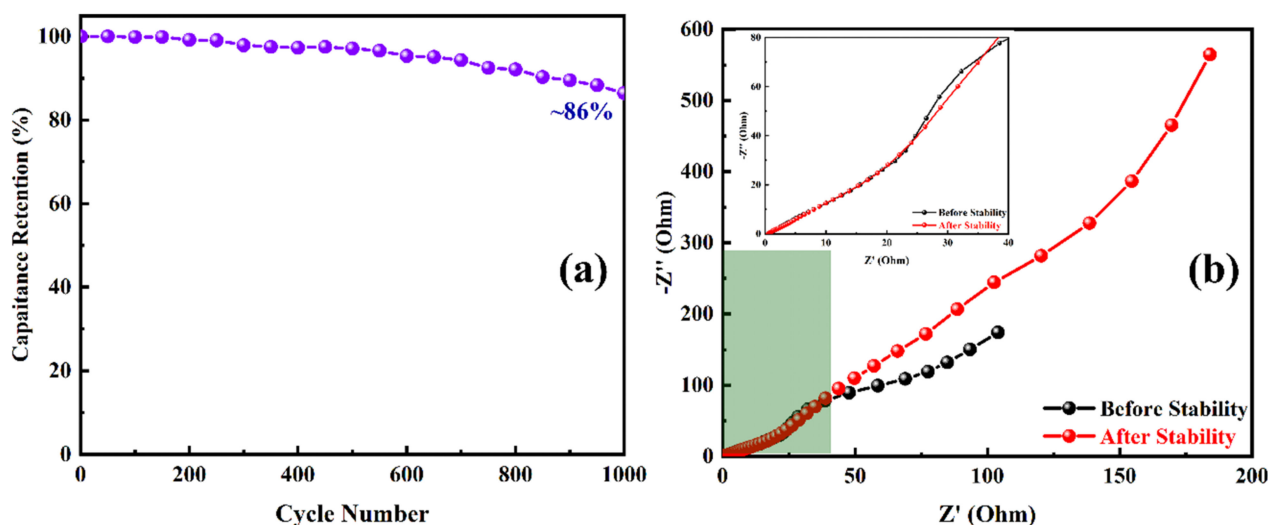 100
80
60
40
20
0
0
200
400
600
800
1000
Capaitance Retention (%)
Cycle Number
~86%
(a)
600
500
400
300
200
100
0
0
50
100
150
200
-Z'' (Ohm)
Z' (Ohm)
(b)
Before Stability
After Stability
80
60
40
20
0
0
10
20
30
40
-Z'' (Ohm)
Z' (Ohm)
Before Stability
After Stability